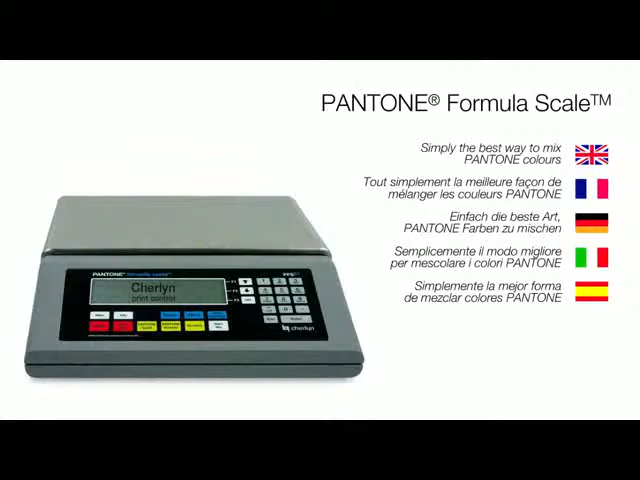 PANTONE® Formula Scale™
Simply the best way to mix
PANTONE colours
Tout simplement la meilleure façon de
mélanger les couleurs PANTONE
Einfach die beste Art,
PANTONE Farben zu mischen
Semplicemente il modo migliore
per mescolare i colori PANTONE
Simplemente la mejor forma
de mezclar colores PANTONE
PANTONE® formula scale™
Cherlyn
print control
cherlyn